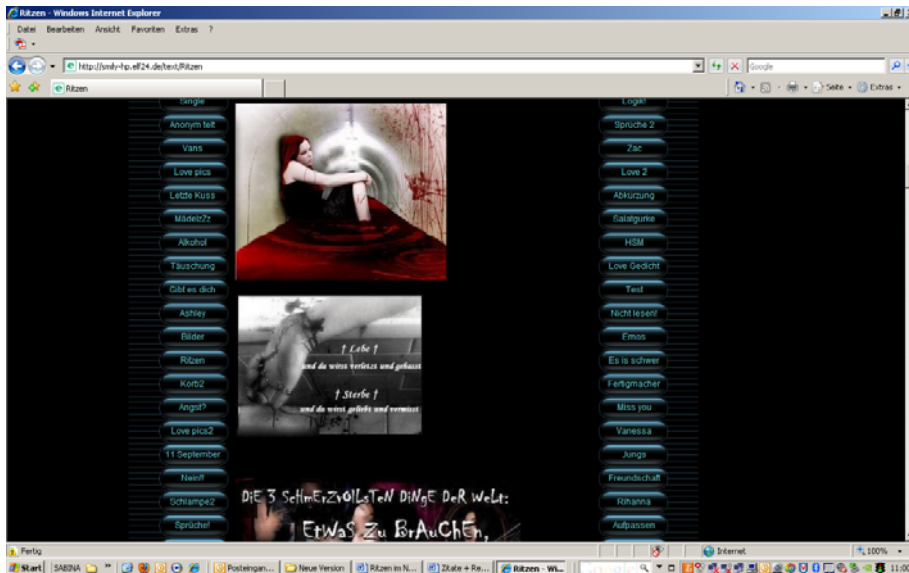 Ritzen - Windows Internet Explorer
Datei Bearbeiten Ansicht Favoriten Extras ?
http://smily-hp.elf24.de/text/Ritzen
Google
Ritzen
Seite
Extras
Single
Anonym telt
Vans
Love pics
Letzte Kuss
MädelzZz
Alkohol
Täuschung
Gibt es dich
Ashley
Bilder
Ritzen
Korb2
Angst?
Love pics2
11 September
Nein!!
Schlampe2
Sprüche!
† Lebe †
und du wirst verletzt und gehasst
† Sterbe †
und du wirst geliebt und vermisst
DiE 3 ScHmErZvOlLsTeN DiNgE DeR WeLt:
EtWaS Zu BrAuChEn,
Logik!
Sprüche 2
Zac
Love 2
Abkürzung
Salatgurke
HSM
Love Gedicht
Test
Nicht lesen!
Emos
Es is schwer
Fertigmacher
Miss you
Vanessa
Jungs
Freundschaft
Rihanna
Aufpassen
Fertig
Internet
100%
Start
SABINA
Posteingan...
Neue Version
Ritzen im N...
Zitate + Re...
Ritzen - Wi...
11:00